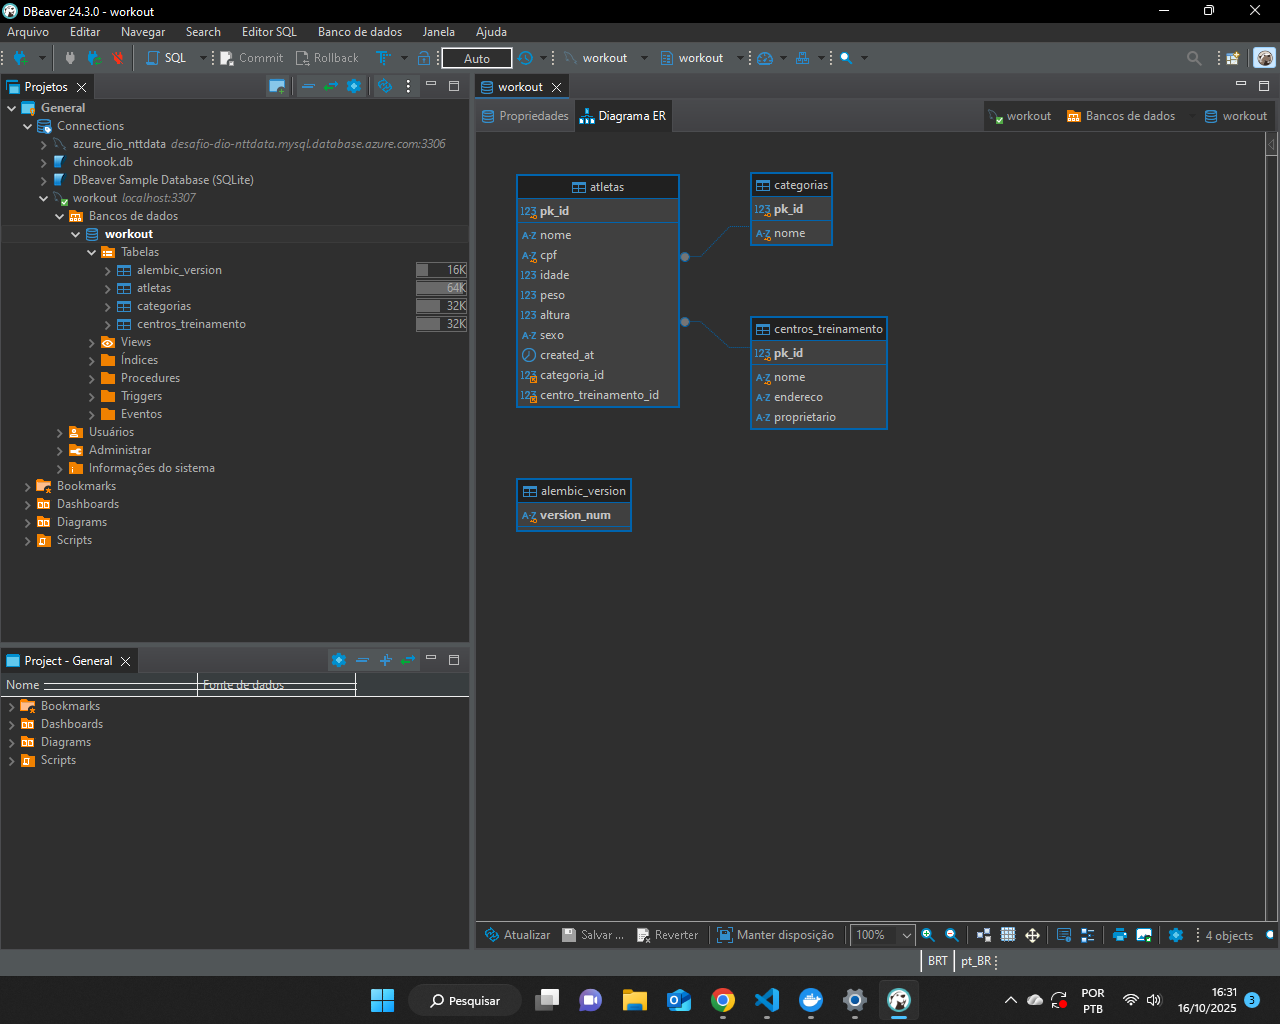 DBeaver 24.3.0 - workout
Arquivo Editar Navegar Search Editor SQL Banco de dados Janela Ajuda
SQL Commit Rollback Auto workout workout
Projetos
General
Connections
azure_dio_nttdata desafio-dio-nttdata.mysql.database.azure.com:3306
chinook.db
DBeaver Sample Database (SQLite)
workout localhost:3307
Bancos de dados
workout
Tabelas
alembic_version 16K
atletas 64K
categorias 32K
centros_treinamento 32K
Views
Índices
Procedures
Triggers
Eventos
Usuários
Administrar
Informações do sistema
Bookmarks
Dashboards
Diagrams
Scripts
Project - General
Nome Fonte de dados
Bookmarks
Dashboards
Diagrams
Scripts
workout
Propriedades Diagrama ER workout Bancos de dados workout
atletas
123 pk_id
A-Z nome
A-Z cpf
123 idade
123 peso
123 altura
A-Z sexo
created_at
123 categoria_id
123 centro_treinamento_id
categorias
123 pk_id
A-Z nome
centros_treinamento
123 pk_id
A-Z nome
A-Z endereco
A-Z proprietario
alembic_version
A-Z version_num
Atualizar Salvar ... Reverter Manter disposição 100% 4 objects
BRT pt_BR
Pesquisar
POR
PTB
16:31
16/10/2025
3